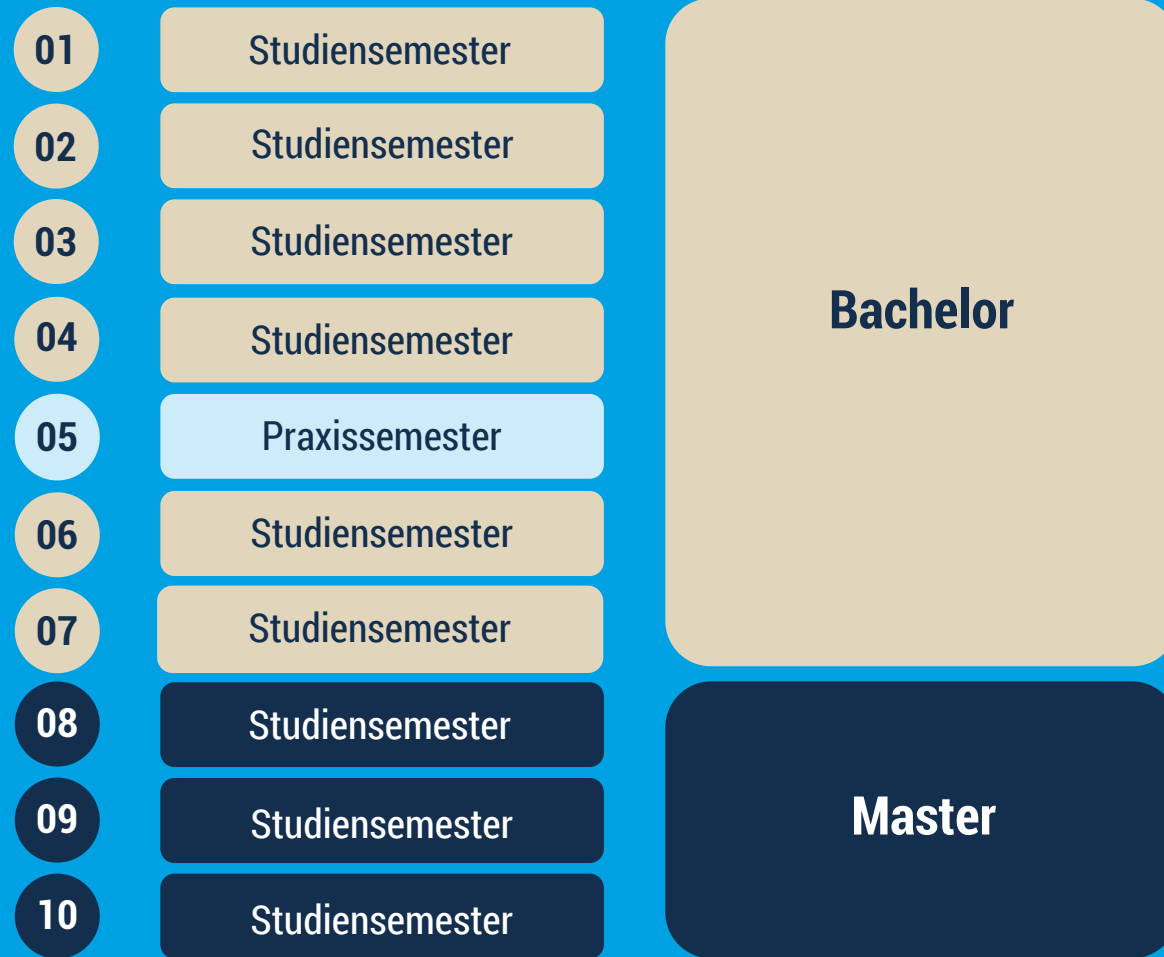 01 Studiensemester
02 Studiensemester
03 Studiensemester
04 Studiensemester
05 Praxissemester
06 Studiensemester
07 Studiensemester
Bachelor
08 Studiensemester
09 Studiensemester
10 Studiensemester
Master